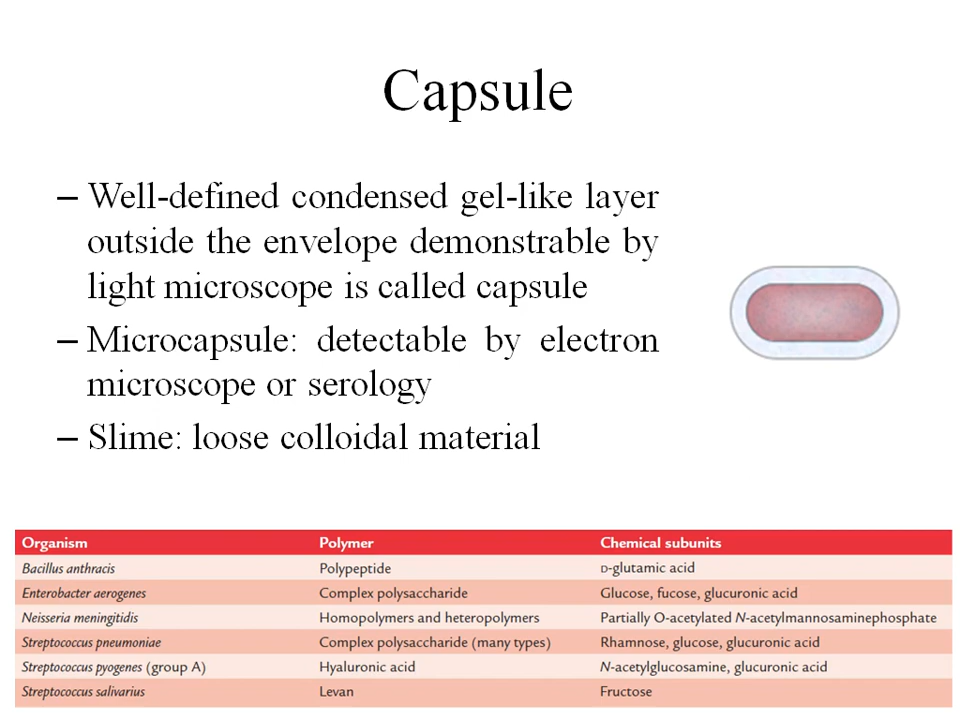 Capsule
– Well-defined condensed gel-like layer
outside the envelope demonstrable by
light microscope is called capsule
– Microcapsule: detectable by electron
microscope or serology
– Slime: loose colloidal material
Organism Polymer Chemical subunits
Bacillus anthracis Polypeptide D-glutamic acid
Enterobacter aerogenes Complex polysaccharide Glucose, fucose, glucuronic acid
Neisseria meningitidis Homopolymers and heteropolymers Partially O-acetylated N-acetylmannosaminephosphate
Streptococcus pneumoniae Complex polysaccharide (many types) Rhamnose, glucose, glucuronic acid
Streptococcus pyogenes (group A) Hyaluronic acid N-acetylglucosamine, glucuronic acid
Streptococcus salivarius Levan Fructose